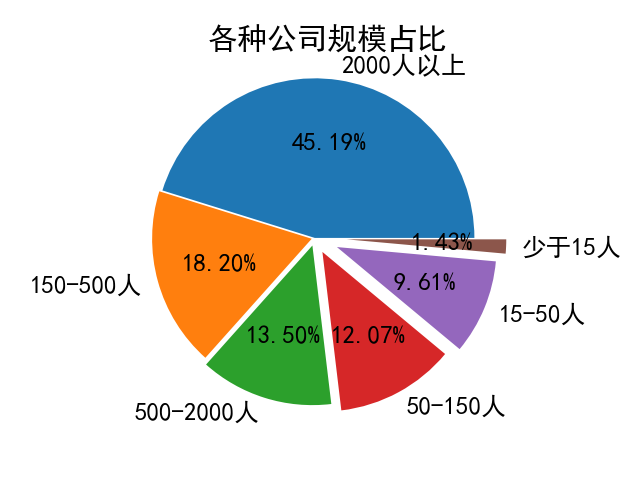 各种公司规模占比
2000人以上
45.19%
1.43%
少于15人
18.20%
9.61%
150-500人
15-50人
13.50%
12.07%
500-2000人
50-150人